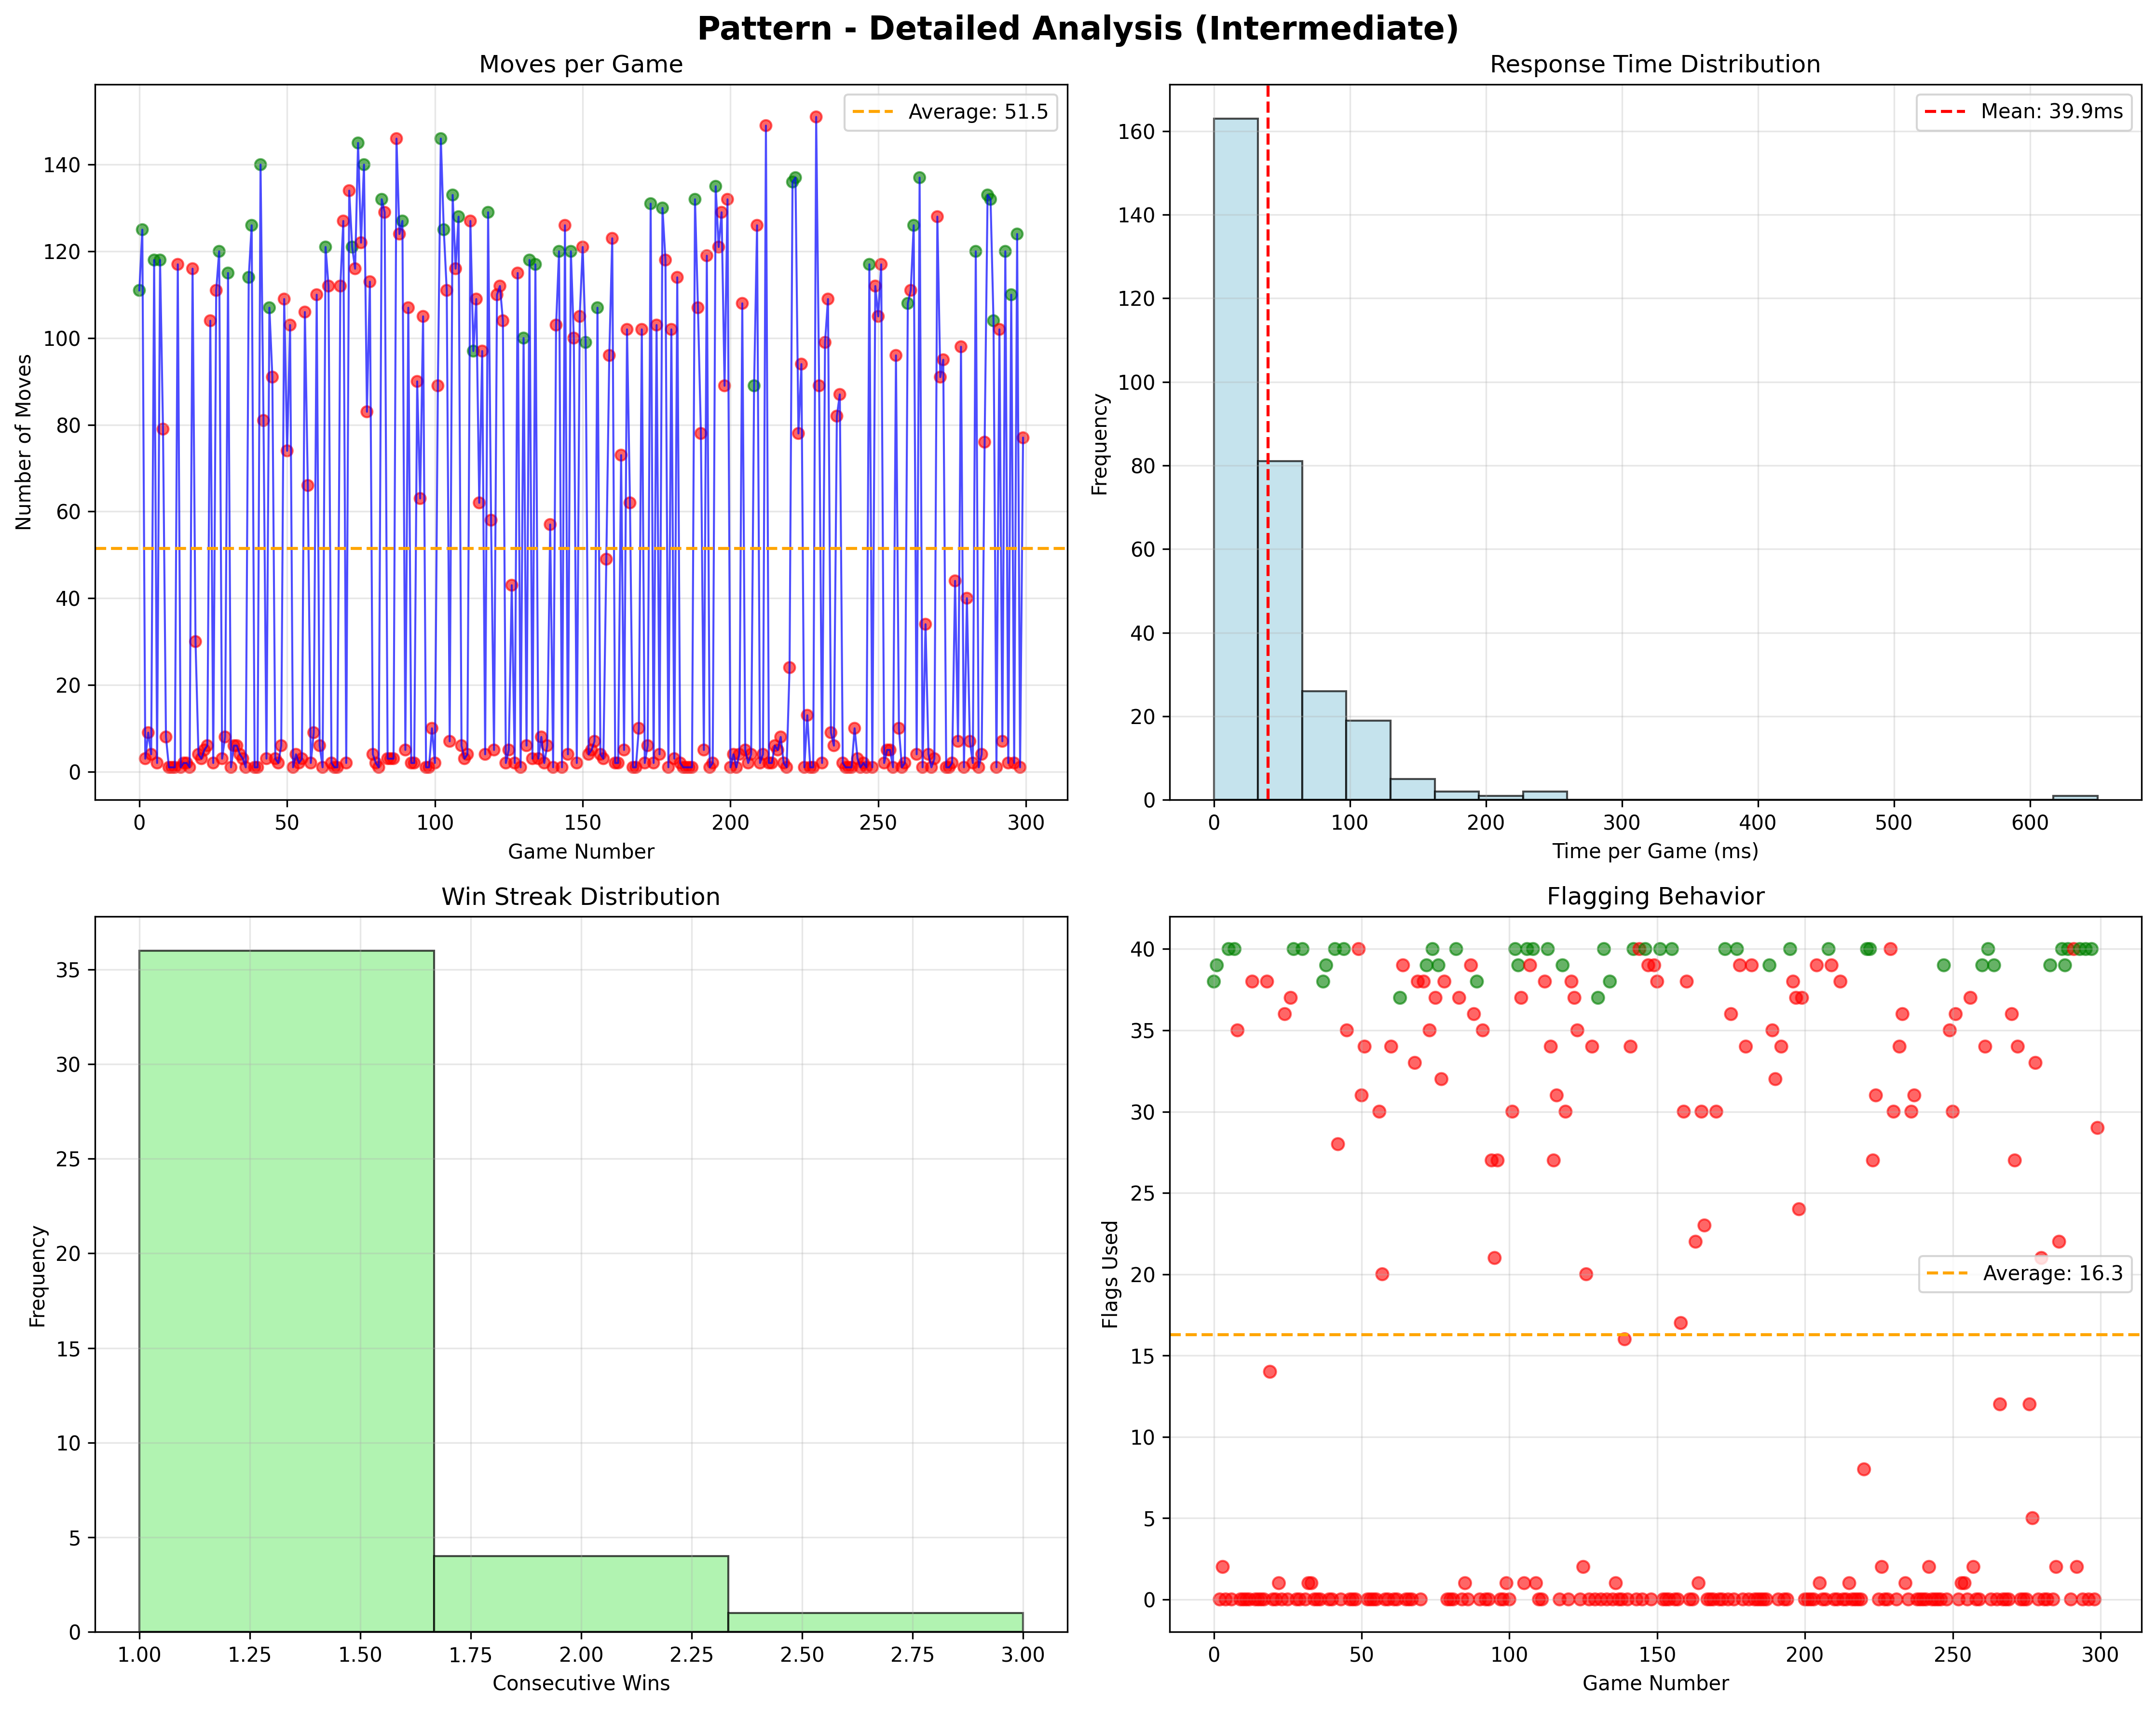 Pattern - Detailed Analysis (Intermediate)
Moves per Game
Average: 51.5
Number of Moves
140
120
100
80
60
40
20
0
0 50 100 150 200 250 300
Game Number
Response Time Distribution
Mean: 39.9ms
Frequency
160
140
120
100
80
60
40
20
0
0 100 200 300 400 500 600
Time per Game (ms)
Win Streak Distribution
Frequency
35
30
25
20
15
10
5
0
1.00 1.25 1.50 1.75 2.00 2.25 2.50 2.75 3.00
Consecutive Wins
Flagging Behavior
Average: 16.3
Flags Used
40
35
30
25
20
15
10
5
0
0 50 100 150 200 250 300
Game Number